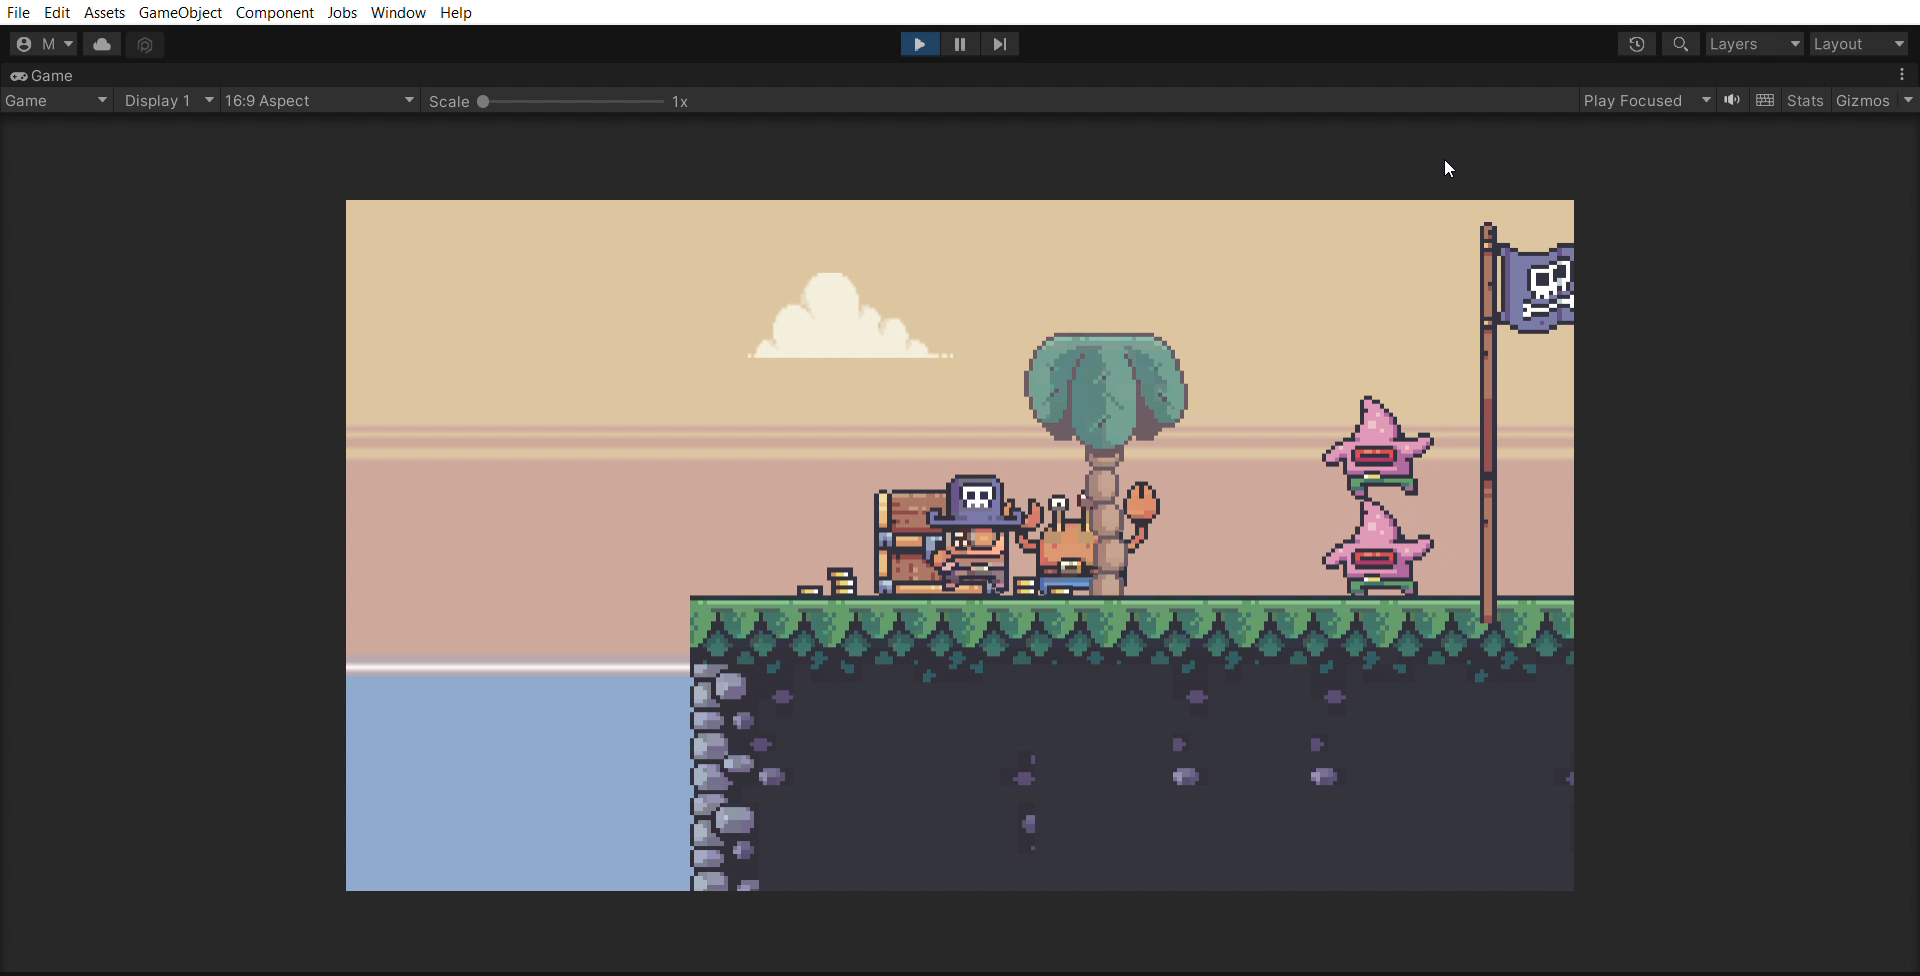 File Edit Assets GameObject Component Jobs Window Help
M Layers Layout
Game
Game Display 1 16:9 Aspect Scale 1x Play Focused Stats Gizmos